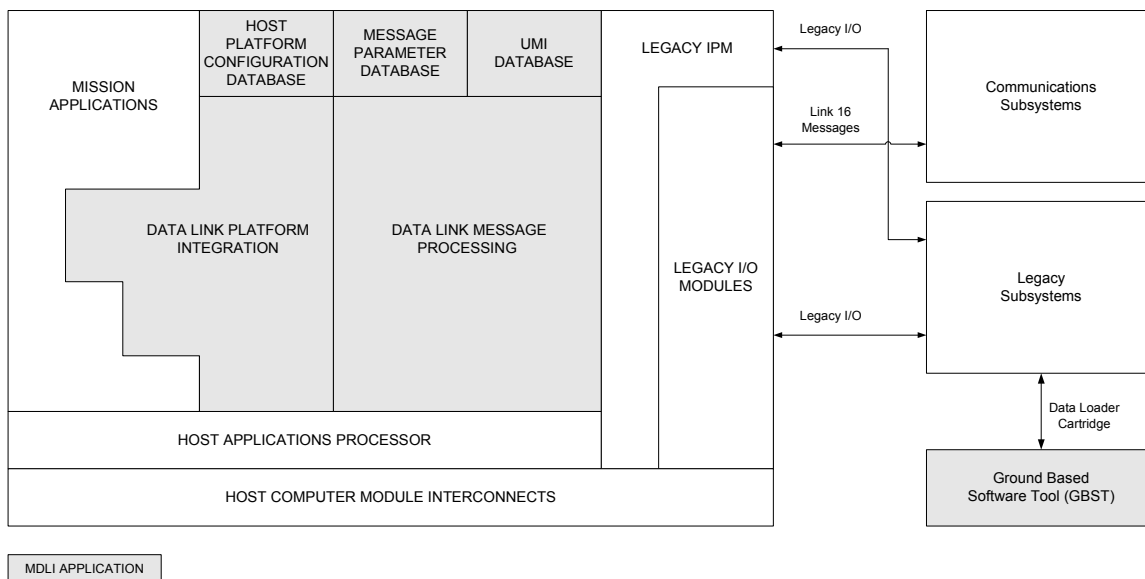 HOST
PLATFORM
CONFIGURATION
DATABASE
MESSAGE
PARAMETER
DATABASE
UMI
DATABASE
LEGACY IPM
Legacy I/O
MISSION
APPLICATIONS
Communications
Subsystems
Link 16
Messages
DATA LINK PLATFORM
INTEGRATION
DATA LINK MESSAGE
PROCESSING
LEGACY I/O
MODULES
Legacy
Subsystems
Legacy I/O
Data Loader
Cartridge
HOST APPLICATIONS PROCESSOR
HOST COMPUTER MODULE INTERCONNECTS
Ground Based
Software Tool (GBST)
MDLI APPLICATION